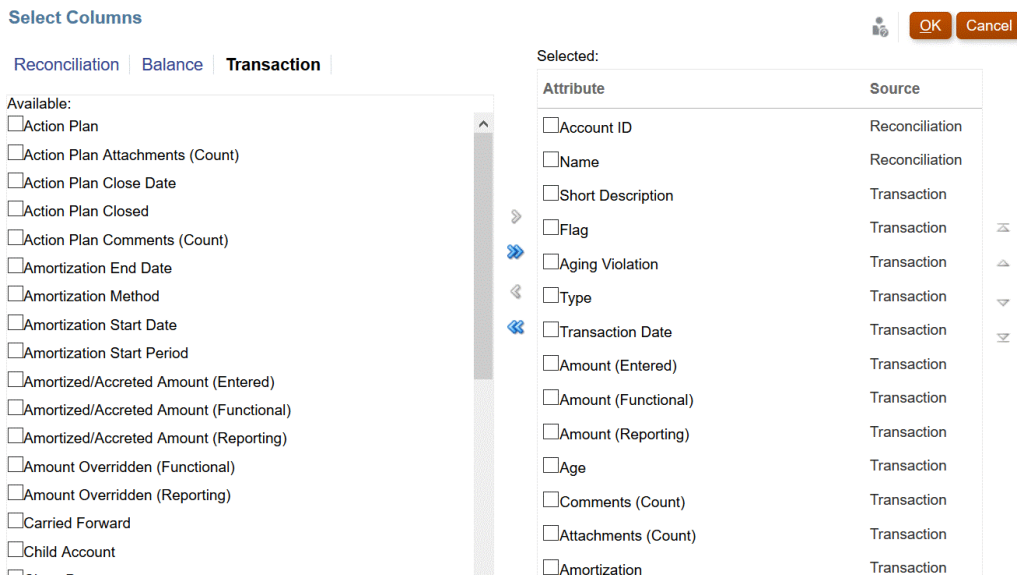 Select Columns
OK
Cancel
Reconciliation
Balance
Transaction
Available:
Action Plan
Action Plan Attachments (Count)
Action Plan Close Date
Action Plan Closed
Action Plan Comments (Count)
Amortization End Date
Amortization Method
Amortization Start Date
Amortization Start Period
Amortized/Accreted Amount (Entered)
Amortized/Accreted Amount (Functional)
Amortized/Accreted Amount (Reporting)
Amount Overridden (Functional)
Amount Overridden (Reporting)
Carried Forward
Child Account
Selected:
Attribute Source
Account ID Reconciliation
Name Reconciliation
Short Description Transaction
Flag Transaction
Aging Violation Transaction
Type Transaction
Transaction Date Transaction
Amount (Entered) Transaction
Amount (Functional) Transaction
Amount (Reporting) Transaction
Age Transaction
Comments (Count) Transaction
Attachments (Count) Transaction
Amortization Transaction